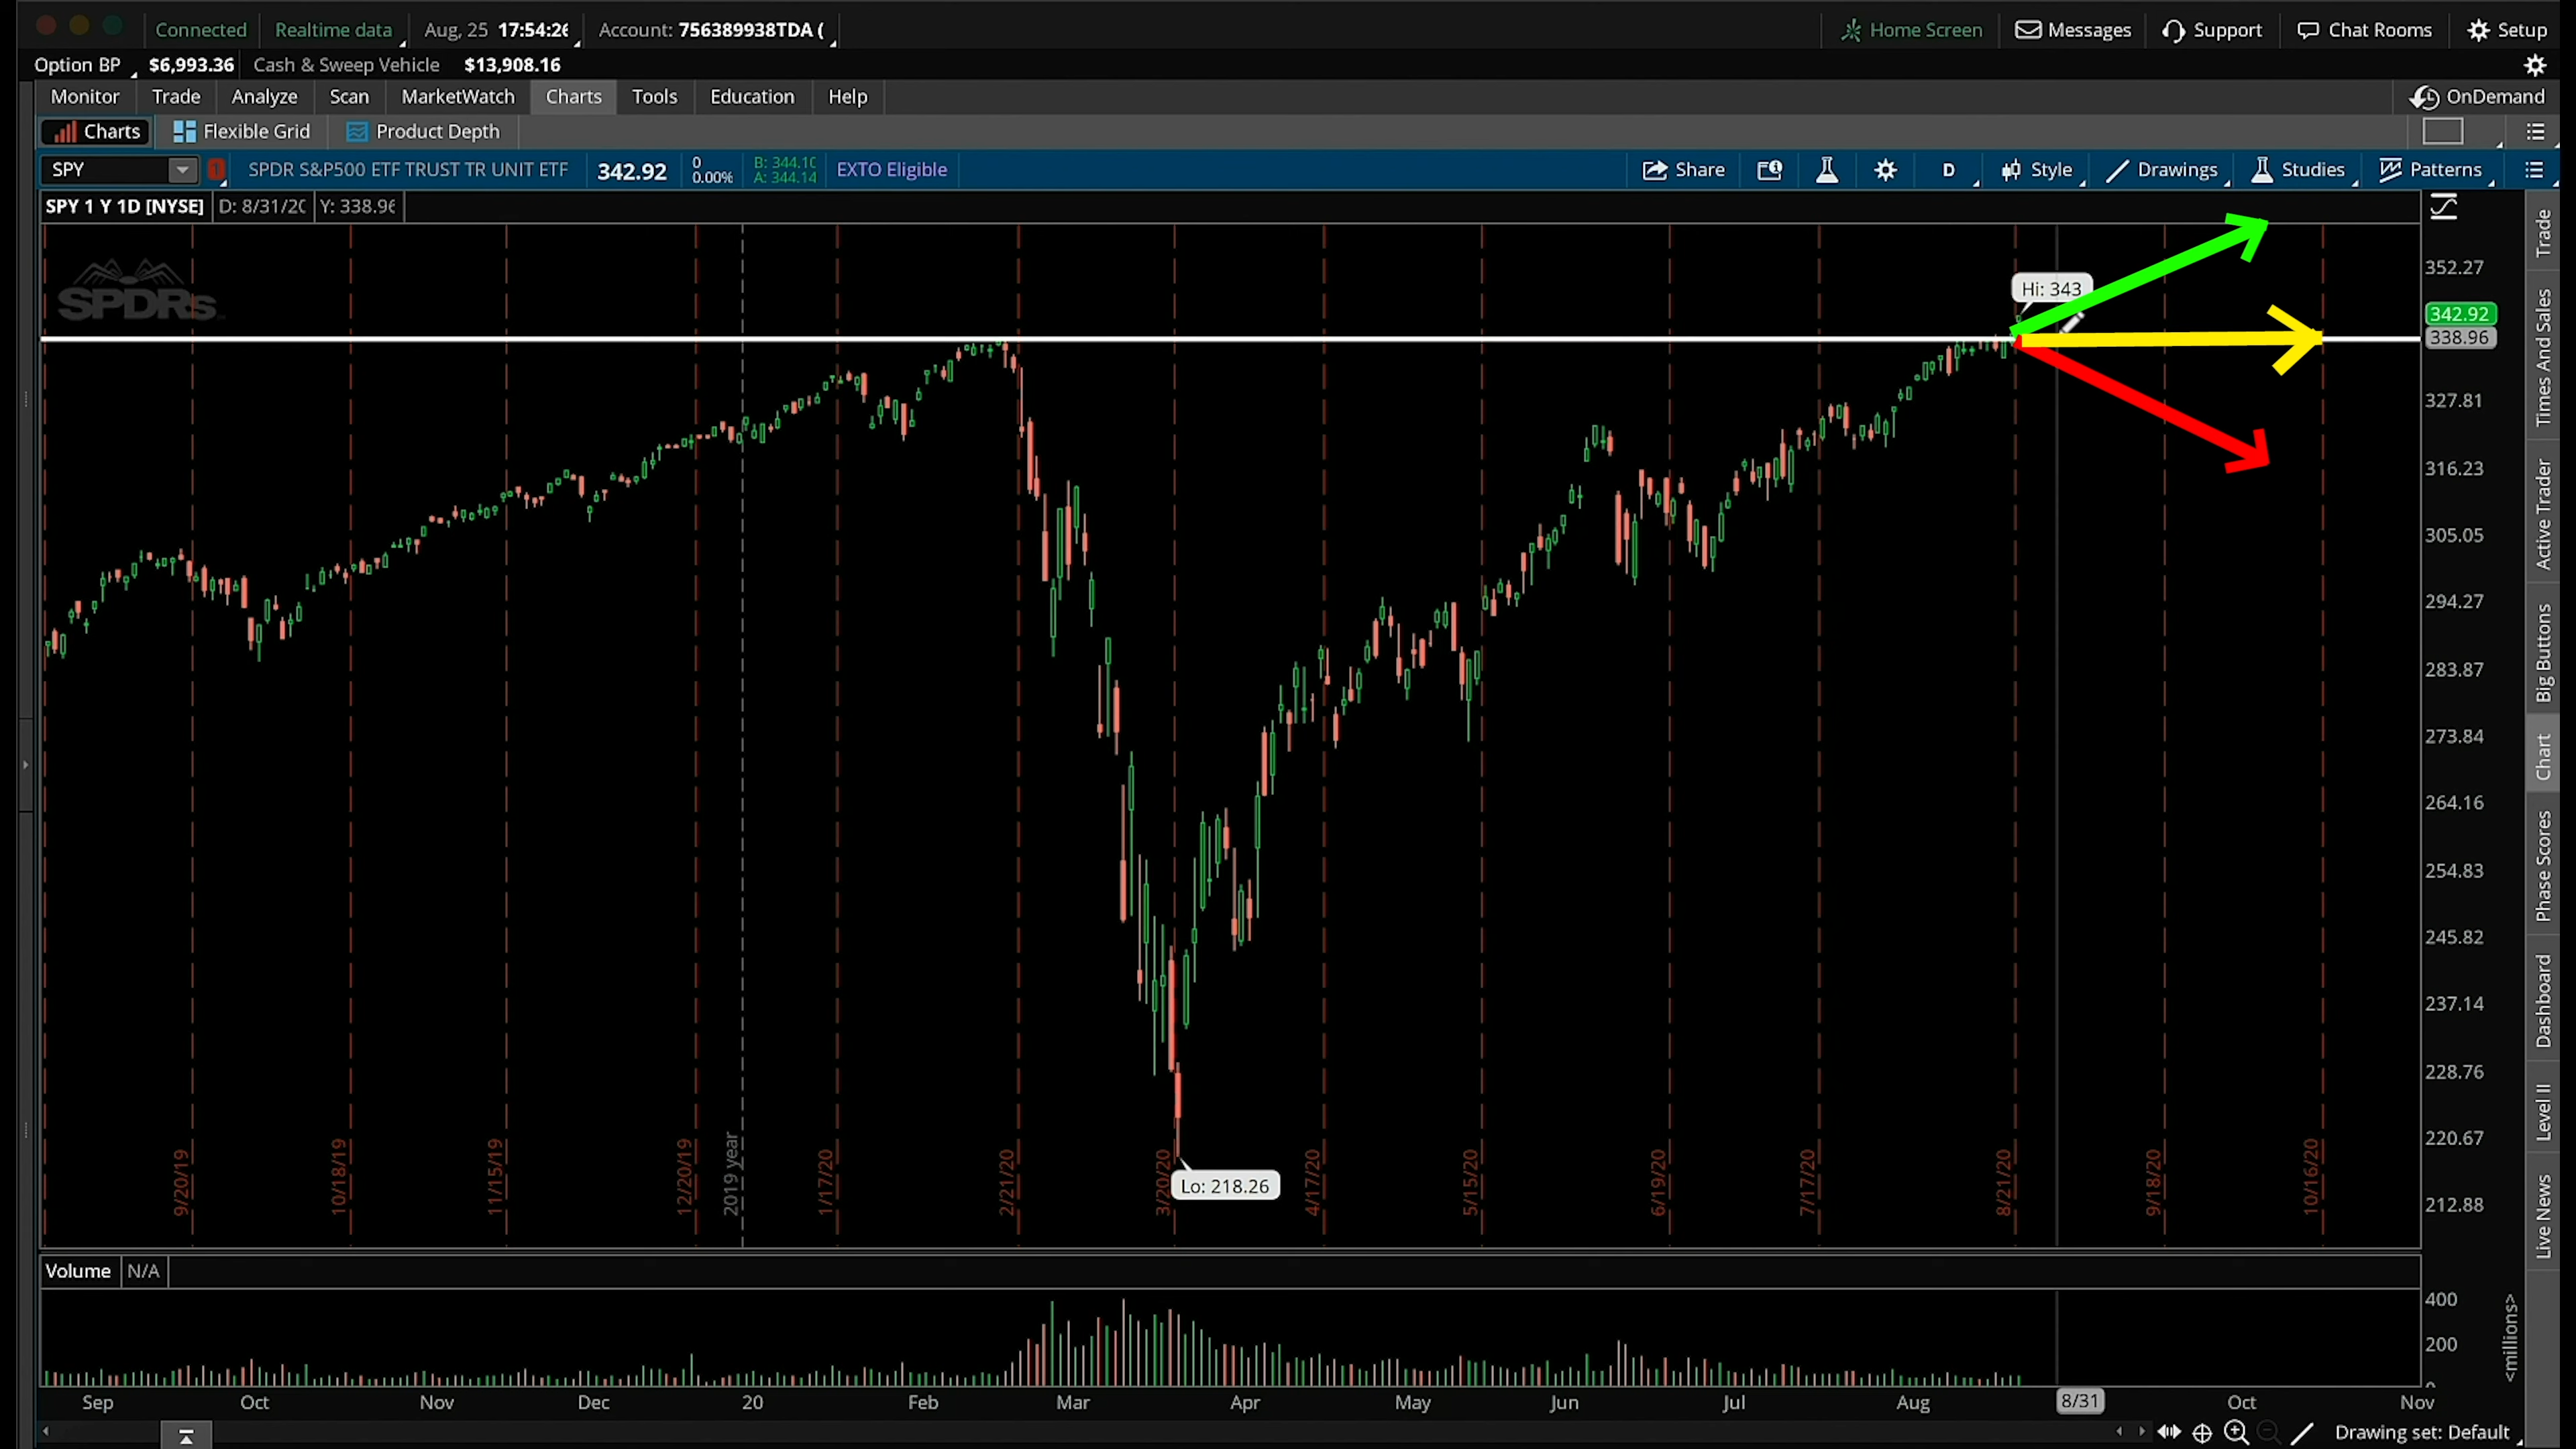 Connected Realtime data Aug, 25 17:54:26 Account: 756389938TDA ( Home Screen Messages Support Chat Rooms Setup
Option BP $6,993.36 Cash & Sweep Vehicle $13,908.16
Monitor Trade Analyze Scan MarketWatch Charts Tools Education Help OnDemand
Charts Flexible Grid Product Depth
SPY 1 SPDR S&P500 ETF TRUST TR UNIT ETF 342.92 0 0.00% B: 344.10 A: 344.14 EXTO Eligible Share D Style Drawings Studies Patterns
SPY 1 Y 1D [NYSE] D: 8/31/20 Y: 338.96
SPDRs
Hi: 343
352.27
342.92
338.96
327.81
316.23
305.05
294.27
283.87
273.84
264.16
254.83
245.82
237.14
228.76
220.67
212.88
Lo: 218.26
9/20/19 10/18/19 11/15/19 12/20/19 2019 year 1/17/20 2/21/20 3/20/20 4/17/20 5/15/20 6/19/20 7/17/20 8/21/20 9/18/20 10/16/20
Volume N/A
400
200
0
<millions>
Sep Oct Nov Dec 20 Feb Mar Apr May Jun Jul Aug 8/31 Oct Nov
Drawing set: Default
Trade
Times And Sales
Active Trader
Big Buttons
Chart
Phase Scores
Dashboard
Level II
Live News